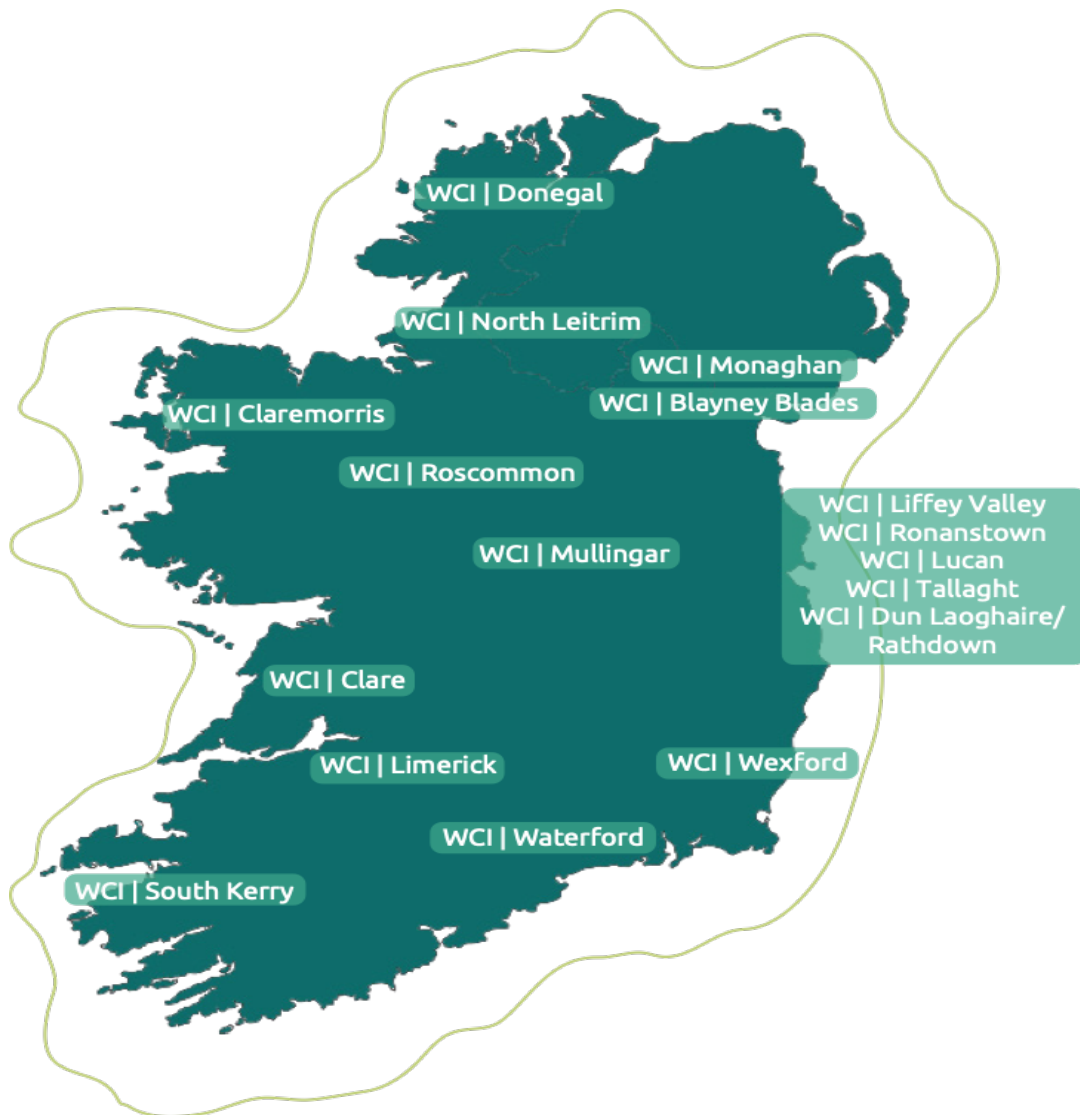 WCI | Donegal
WCI | North Leitrim
WCI | Monaghan
WCI | Blayney Blades
WCI | Claremorris
WCI | Roscommon
WCI | Liffey Valley
WCI | Ronanstown
WCI | Lucan
WCI | Tallaght
WCI | Dun Laoghaire/
Rathdown
WCI | Mullingar
WCI | Clare
WCI | Limerick
WCI | Wexford
WCI | Waterford
WCI | South Kerry